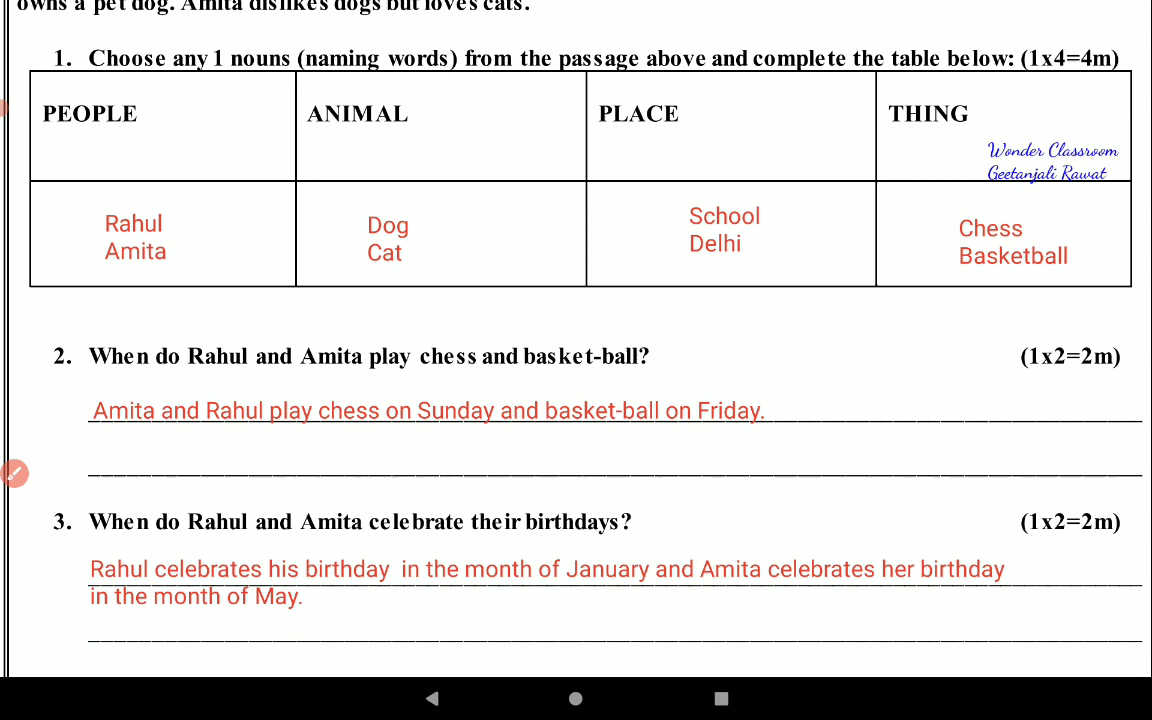 owns a pet dog. Amita dislikes dogs but loves cats.
1. Choose any 1 nouns (naming words) from the passage above and complete the table below: (1x4=4m)
PEOPLE ANIMAL PLACE THING
Wonder Classroom
Geetanjali Rawat
Rahul Dog School Chess
Amita Cat Delhi Basketball
2. When do Rahul and Amita play chess and basket-ball? (1x2=2m)
Amita and Rahul play chess on Sunday and basket-ball on Friday.
3. When do Rahul and Amita celebrate their birthdays? (1x2=2m)
Rahul celebrates his birthday in the month of January and Amita celebrates her birthday
in the month of May.